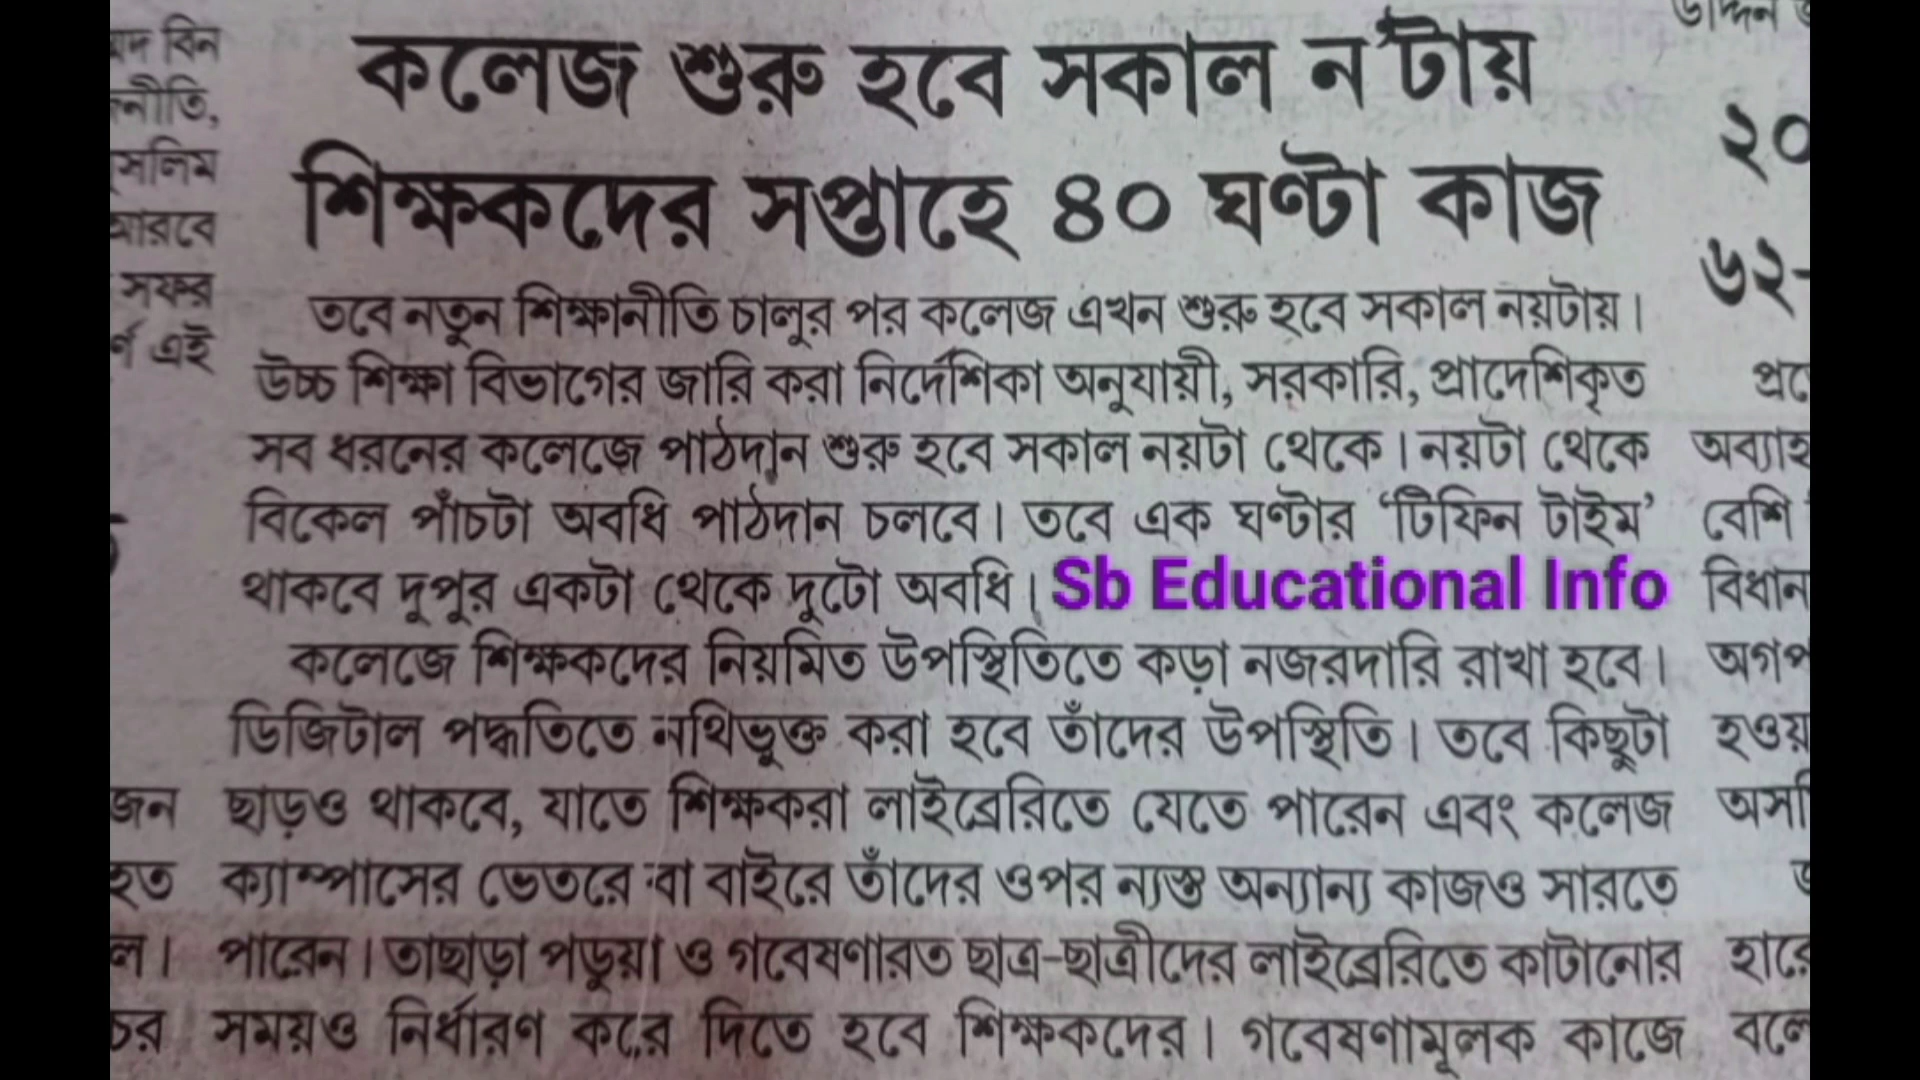 কলেজ শুরু হবে সকাল ন'টায়
শিক্ষকদের সপ্তাহে ৪০ ঘণ্টা কাজ
তবে নতুন শিক্ষানীতি চালুর পর কলেজ এখন শুরু হবে সকাল নয়টায়।
উচ্চ শিক্ষা বিভাগের জারি করা নির্দেশিকা অনুযায়ী, সরকারি, প্রাদেশিকৃত
সব ধরনের কলেজে পাঠদান শুরু হবে সকাল নয়টা থেকে। নয়টা থেকে
বিকেল পাঁচটা অবধি পাঠদান চলবে। তবে এক ঘণ্টার ‘টিফিন টাইম’
থাকবে দুপুর একটা থেকে দুটো অবধি।
Sb Educational Info
কলেজে শিক্ষকদের নিয়মিত উপস্থিতিতে কড়া নজরদারি রাখা হবে।
ডিজিটাল পদ্ধতিতে নথিভুক্ত করা হবে তাঁদের উপস্থিতি। তবে কিছুটা
ছাড়ও থাকবে, যাতে শিক্ষকরা লাইব্রেরিতে যেতে পারেন এবং কলেজ
ক্যাম্পাসের ভেতরে বা বাইরে তাঁদের ওপর ন্যস্ত অন্যান্য কাজও সারতে
পারেন। তাছাড়া পড়ুয়া ও গবেষণারত ছাত্র-ছাত্রীদের লাইব্রেরিতে কাটানোর
সময়ও নির্ধারণ করে দিতে হবে শিক্ষকদের। গবেষণামূলক কাজে
বিন
সফর
এই
২০
৬২-
বেশি